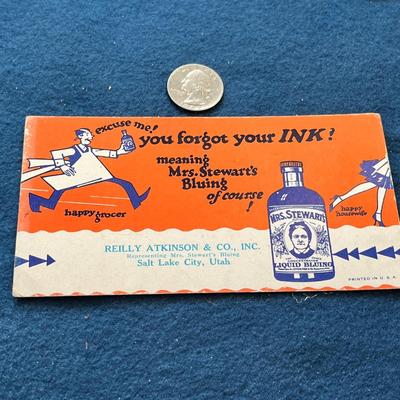 excuse me!
you forgot your INK?
meaning
Mrs. Stewart's
Bluing
of course!
happy grocer
happy
housewife
MRS. STEWART'S
LIQUID BLUING
REILLY ATKINSON & CO., INC.
Representing Mrs. Stewart's Bluing
Salt Lake City, Utah
PRINTED IN U.S.A.